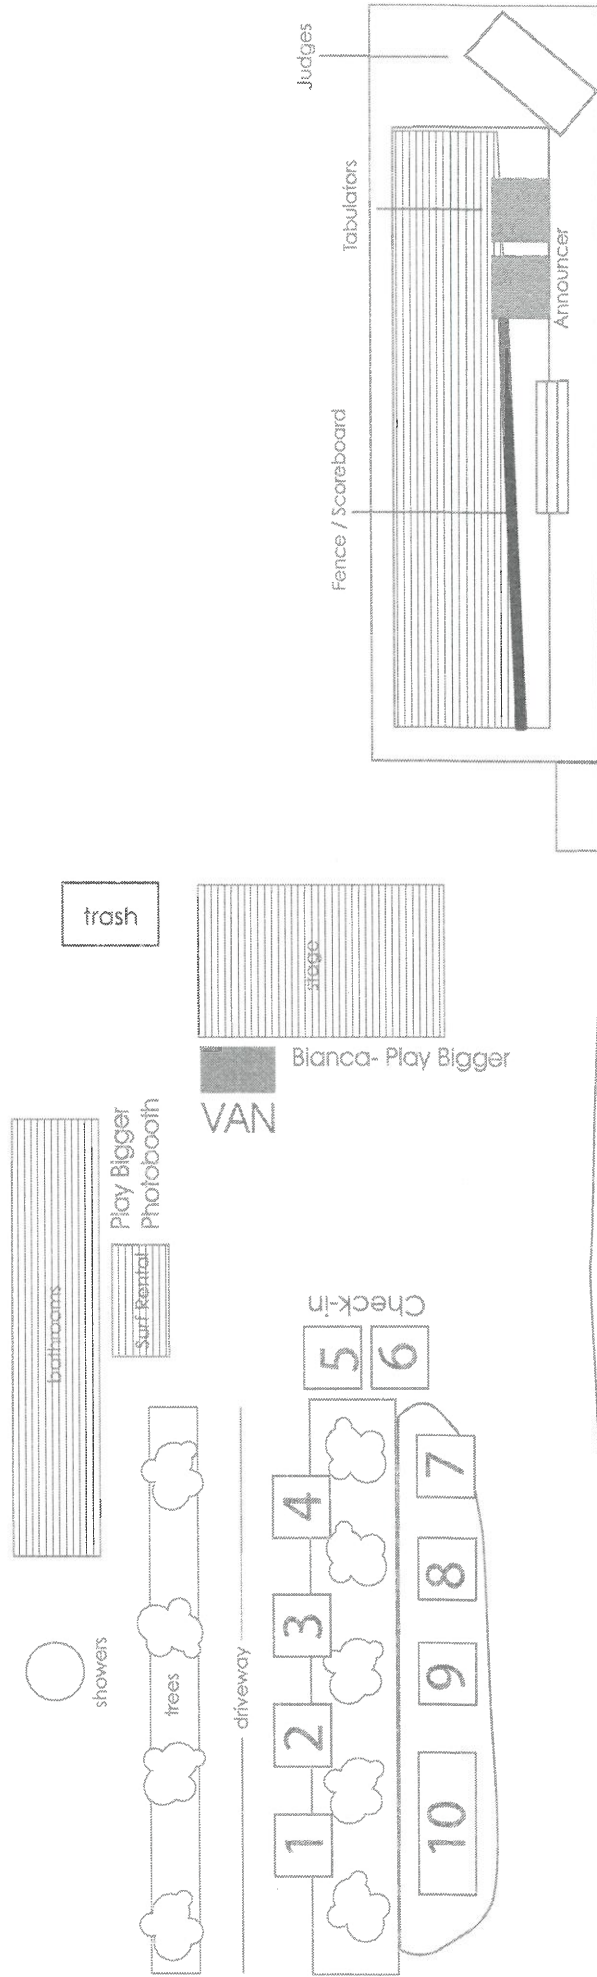 Judges
Tabulators
Announcer
Fence / Scoreboard
trash
stage
Bianca- Play Bigger
VAN
Play Bigger
Photobooth
bathrooms
Surf Rental
Check-in
5
6
4
7
3
8
showers
trees
driveway
2
9
1
10